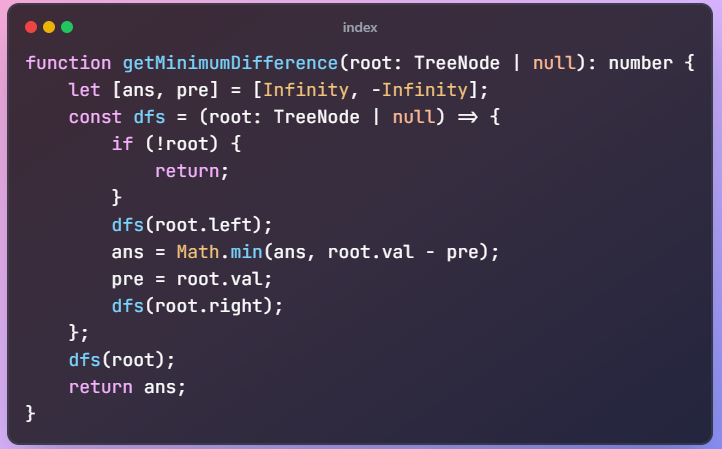 index
function getMinimumDifference(root: TreeNode | null): number {
    let [ans, pre] = [Infinity, -Infinity];
    const dfs = (root: TreeNode | null) => {
        if (!root) {
            return;
        }
        dfs(root.left);
        ans = Math.min(ans, root.val - pre);
        pre = root.val;
        dfs(root.right);
    };
    dfs(root);
    return ans;
}